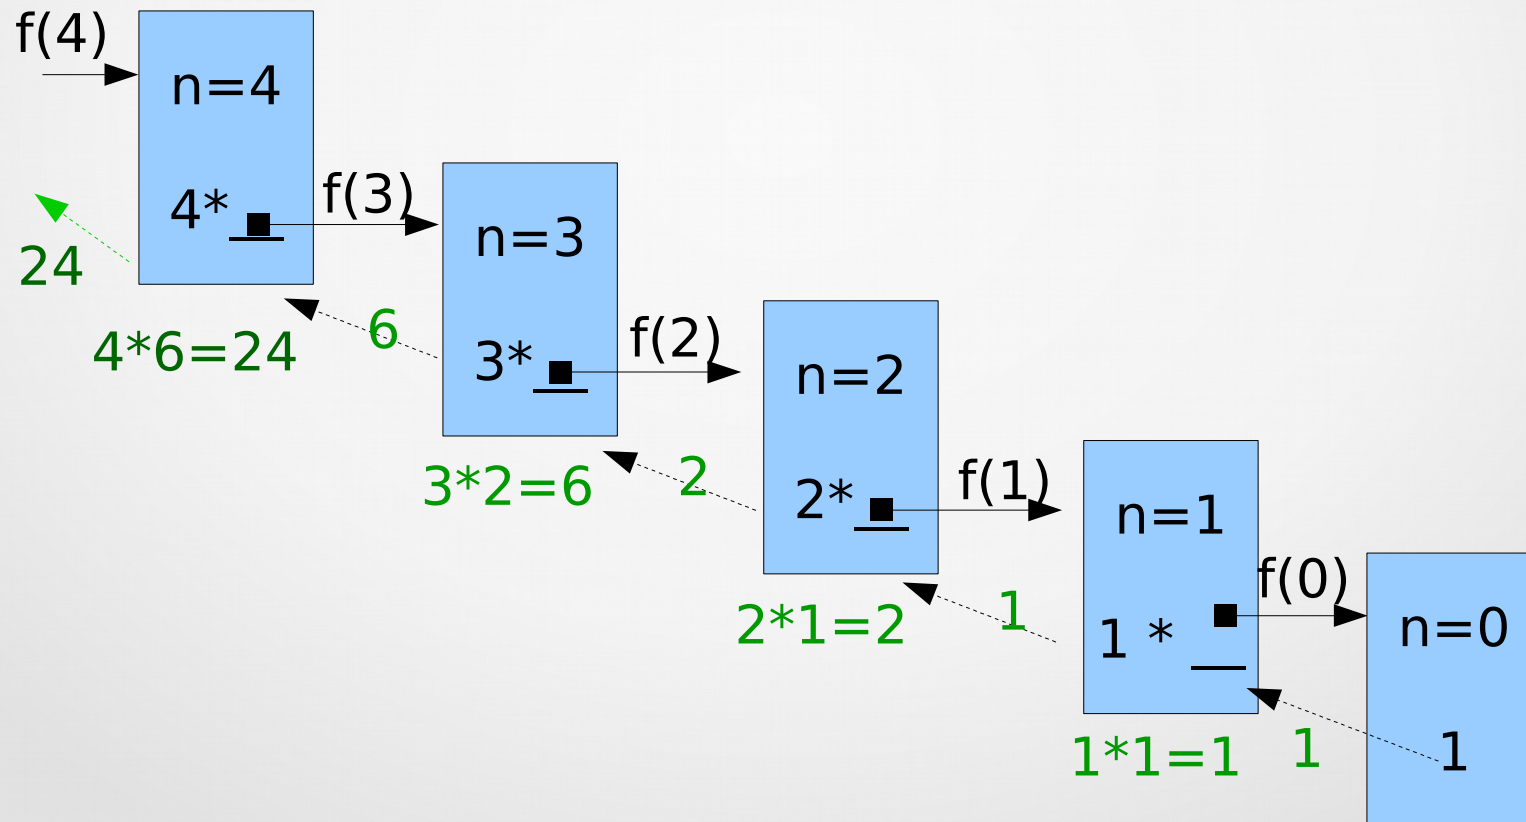 f(4)
n=4
4*
f(3)
24
4*6=24
n=3
3*
f(2)
6
3*2=6
n=2
2*
f(1)
2
2*1=2
n=1
1 *
f(0)
1
1*1=1
n=0
1
1